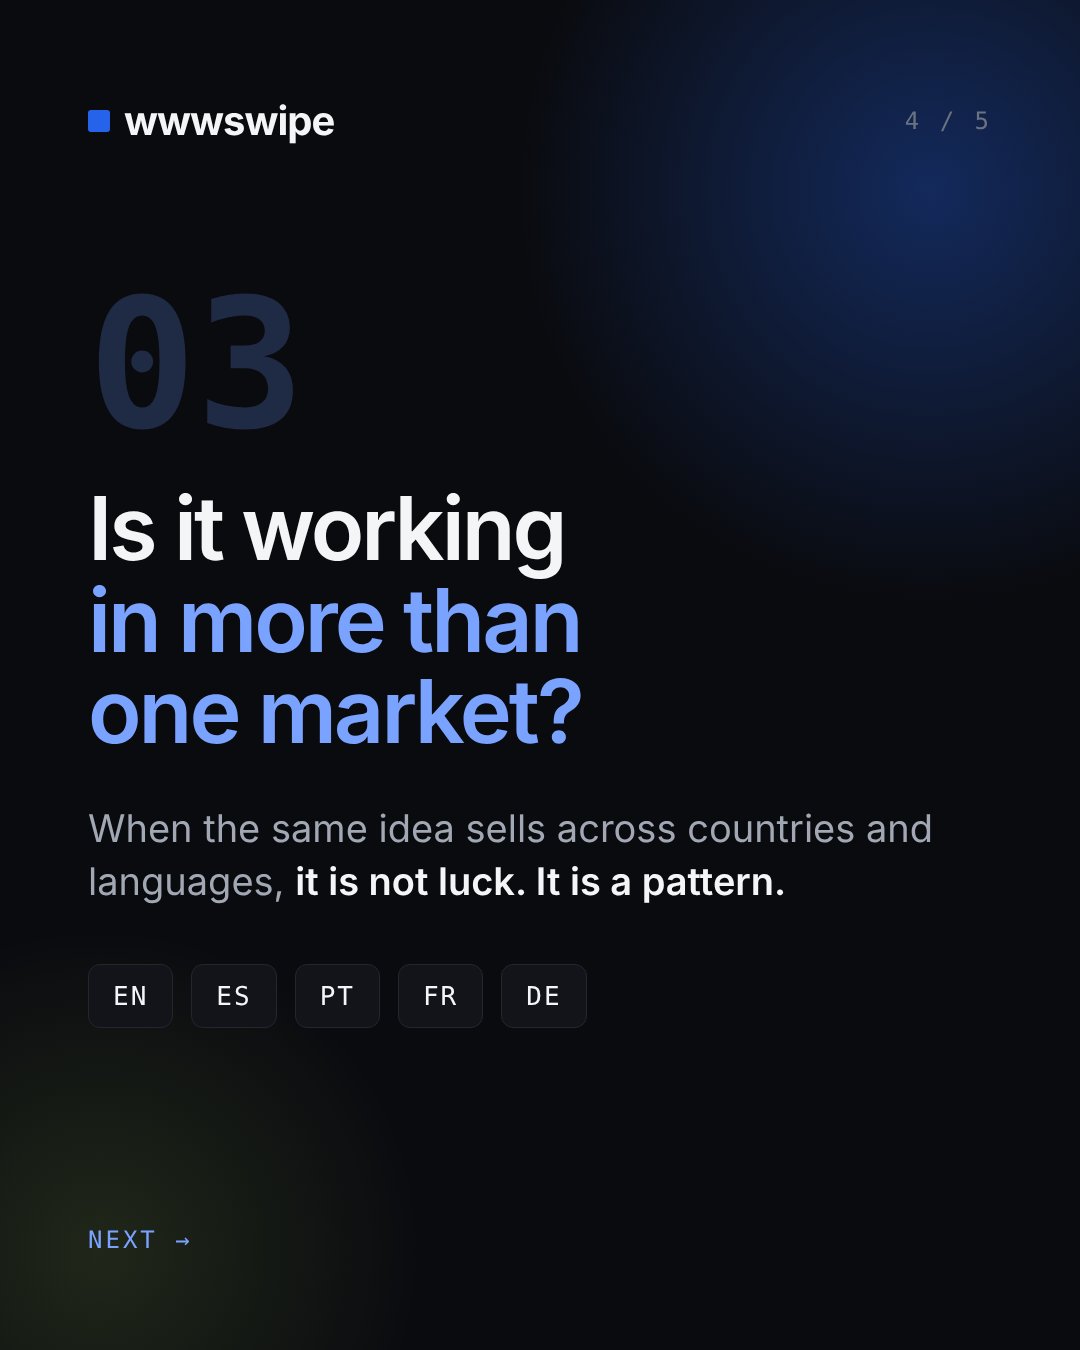 wwwswipe
4 / 5
03
Is it working
in more than
one market?
When the same idea sells across countries and
languages, it is not luck. It is a pattern.
EN ES PT FR DE
NEXT →